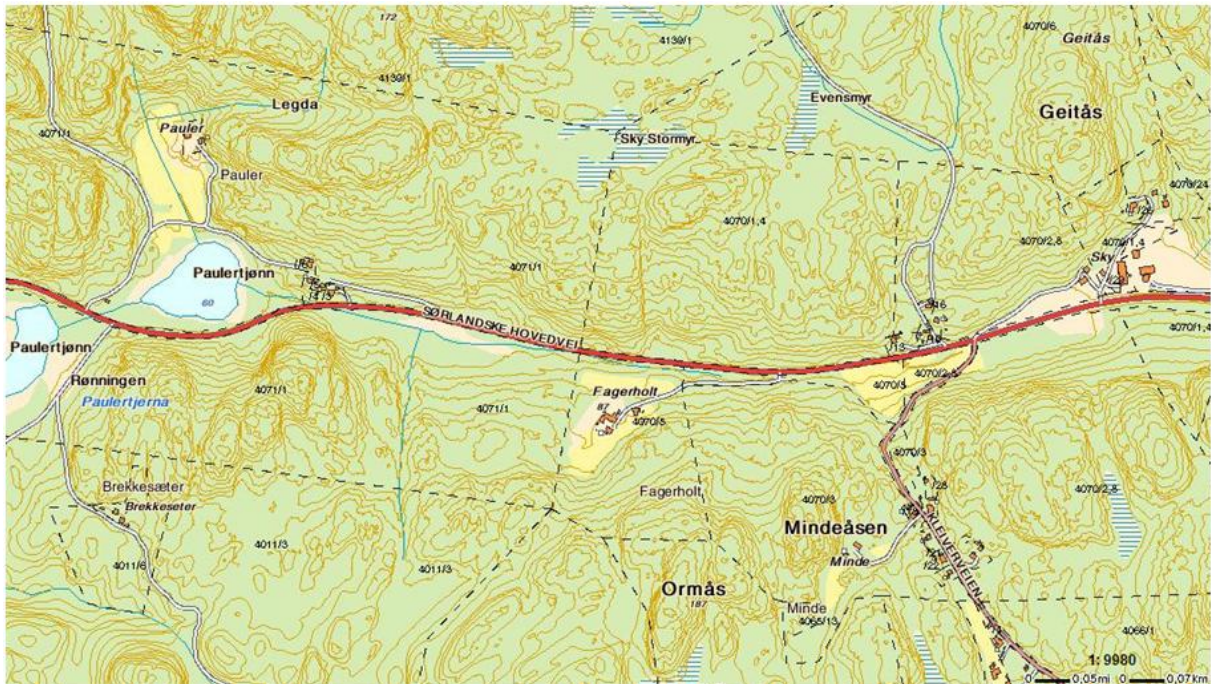 172
4139/1
4070/6
Geitås
4139/1
Legda
Evensmyr
Geitås
4071/1
Pauler
Sky Stormyr
Pauler
4070/24
4070/1,4
4070/2,8
4070/1,4
Sky
Paulertjønn
4071/1
60
SØRLANDSKE HOVEDVEI
4070/1,4
Paulertjønn
Rønningen
Paulertjerna
4071/1
4071/1
Fagerholt
87
4070/5
4070/5
4070/3
Brekkesæter
Brekkeseter
Fagerholt
4070/3
4070/2,8
Mindeåsen
4011/3
4011/3
4011/6
Minde
KLEIVERVEIEN
Ormås
187
Minde
4065/13
4066/1
1: 9980
0 0,05mi 0 0,07km